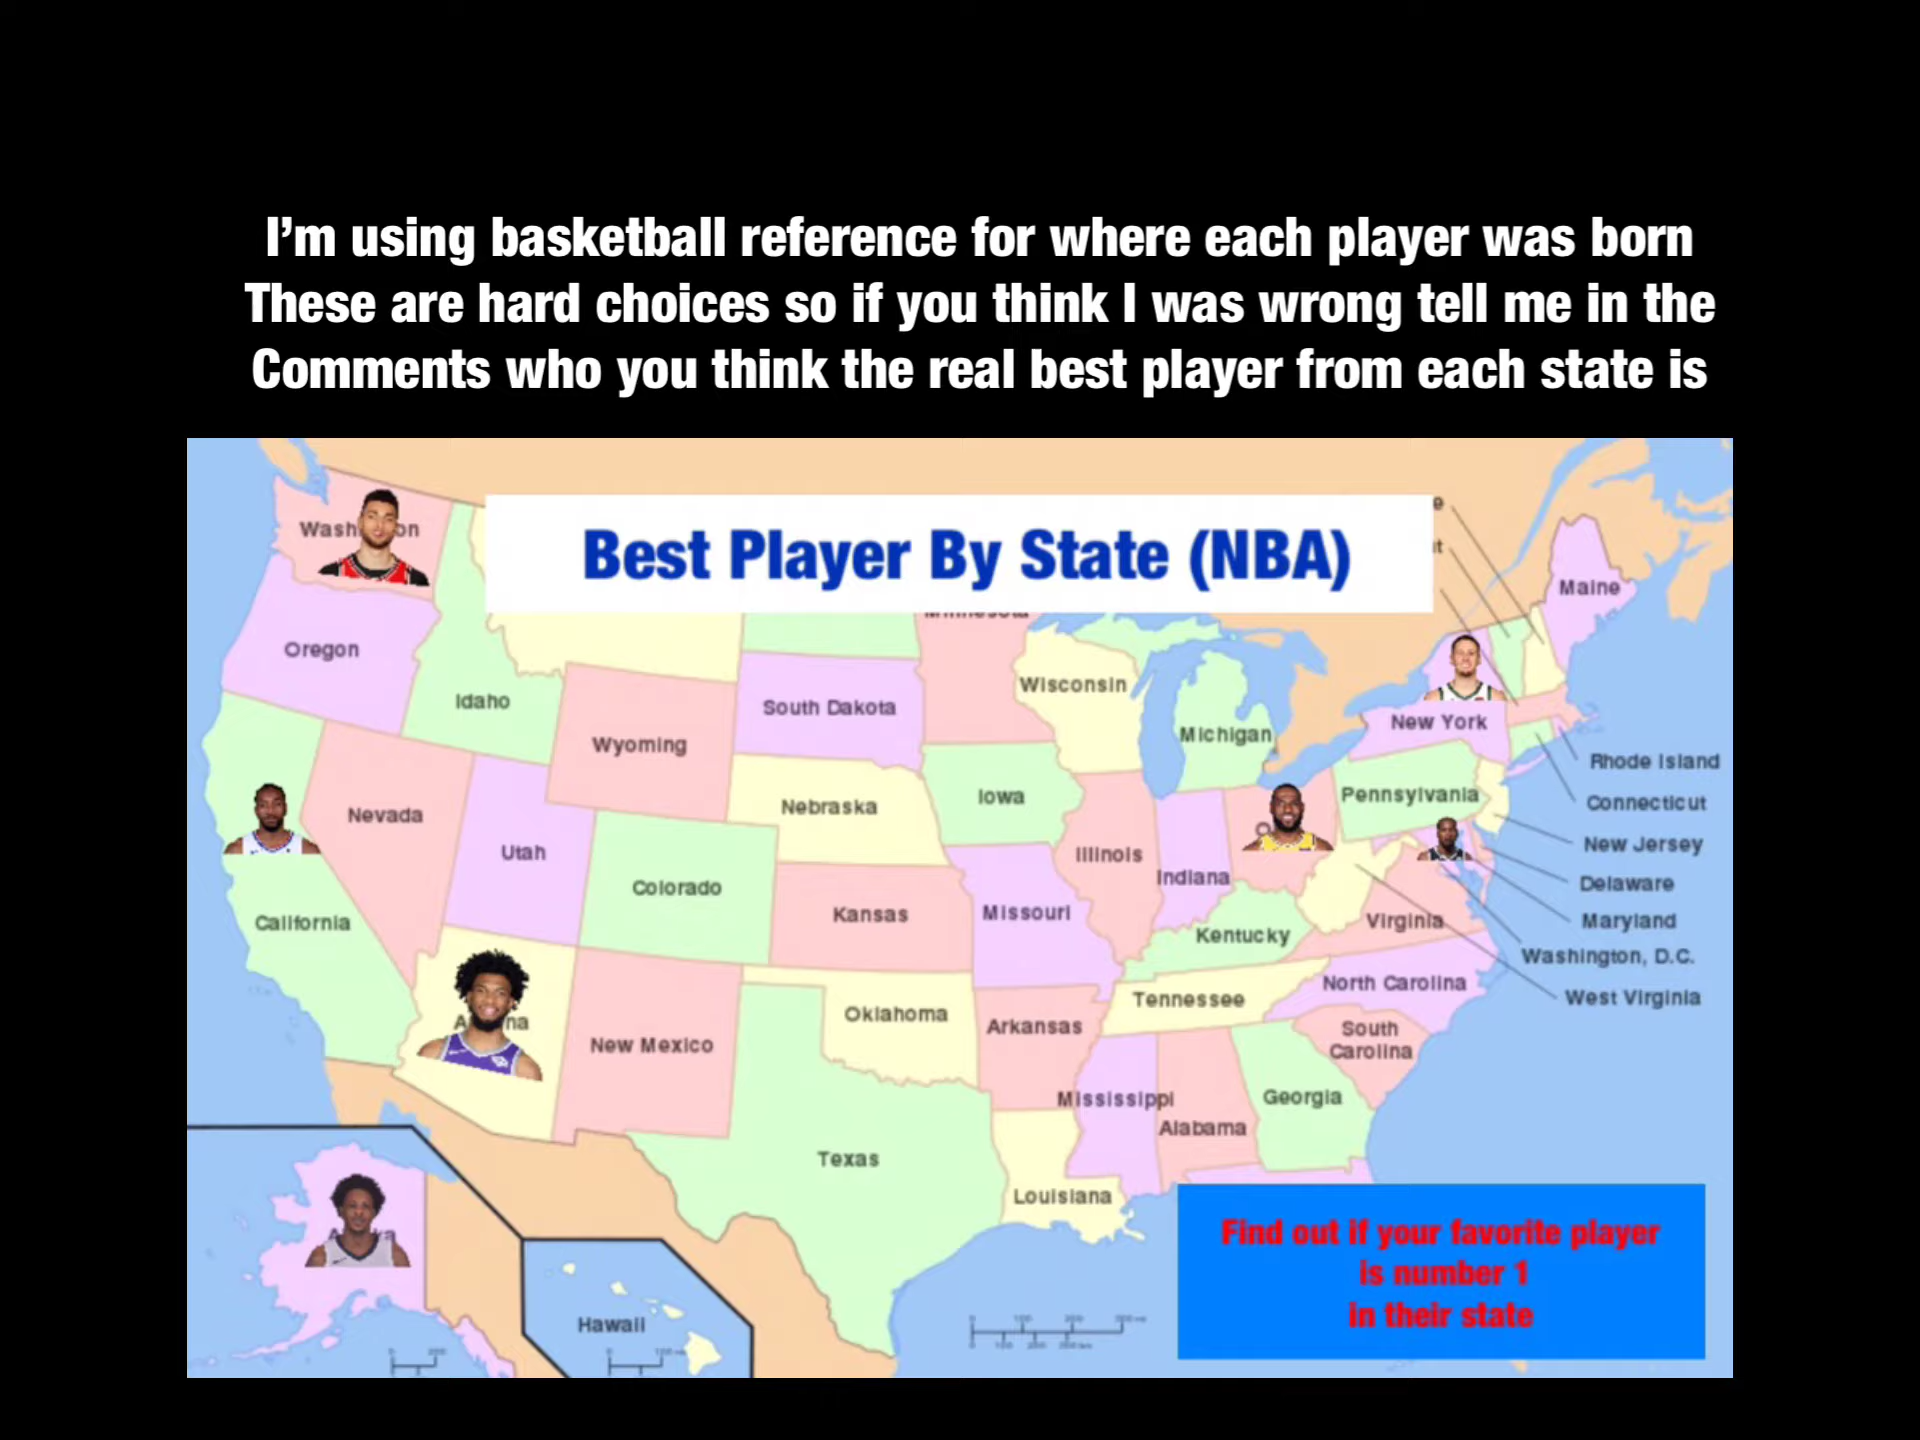 I’m using basketball reference for where each player was born
These are hard choices so if you think I was wrong tell me in the
Comments who you think the real best player from each state is
Best Player By State (NBA)
Maine
Oregon
Idaho
Wisconsin
South Dakota
Michigan
New York
Wyoming
Rhode Island
Nebraska
Iowa
Pennsylvania
Connecticut
Nevada
Utah
Illinois
New Jersey
Colorado
Indiana
Delaware
California
Kansas
Missouri
Kentucky
Virginia
Maryland
Washington, D.C.
North Carolina
West Virginia
Tennessee
Oklahoma
Arkansas
South
Carolina
New Mexico
Mississippi
Georgia
Alabama
Texas
Louisiana
Hawaii
Find out if your favorite player
is number 1
in their state